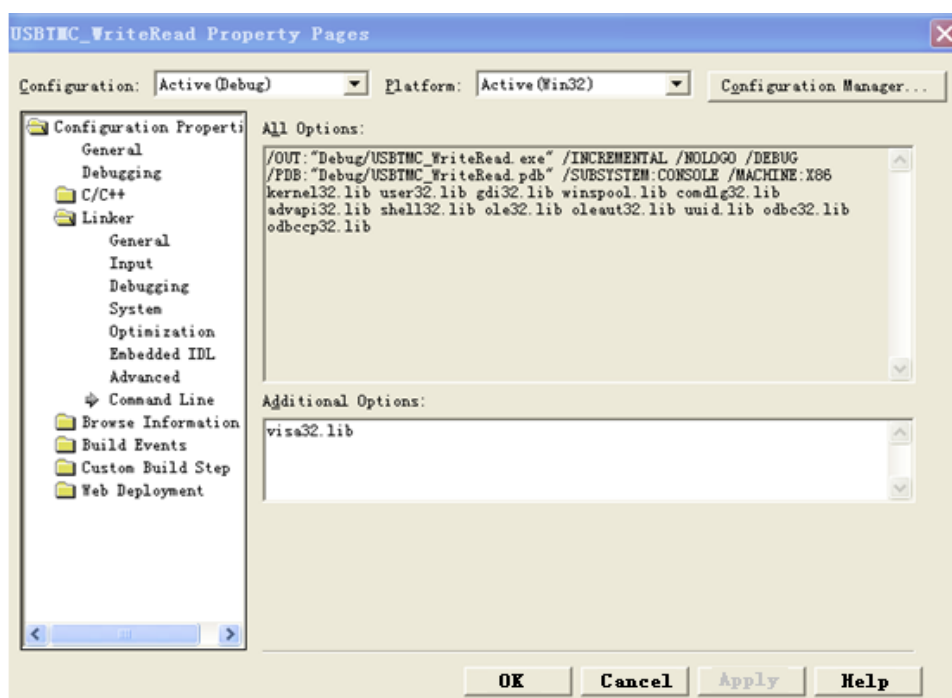 USBTMC_WriteRead Property Pages
Configuration: Active(Debug) Platform: Active(Win32) Configuration Manager...
Configuration Properti
General
Debugging
C/C++
Linker
General
Input
Debugging
System
Optimization
Embedded IDL
Advanced
Command Line
Browse Information
Build Events
Custom Build Step
Web Deployment
All Options:
/OUT:"Debug/USBTMC_WriteRead.exe" /INCREMENTAL /NOLOGO /DEBUG
/PDB:"Debug/USBTMC_WriteRead.pdb" /SUBSYSTEM:CONSOLE /MACHINE:X86
kernel32.lib user32.lib gdi32.lib winspool.lib comdlg32.lib
advapi32.lib shell32.lib ole32.lib oleaut32.lib uuid.lib odbc32.lib
odbccp32.lib
Additional Options:
visa32.lib
OK Cancel Apply Help